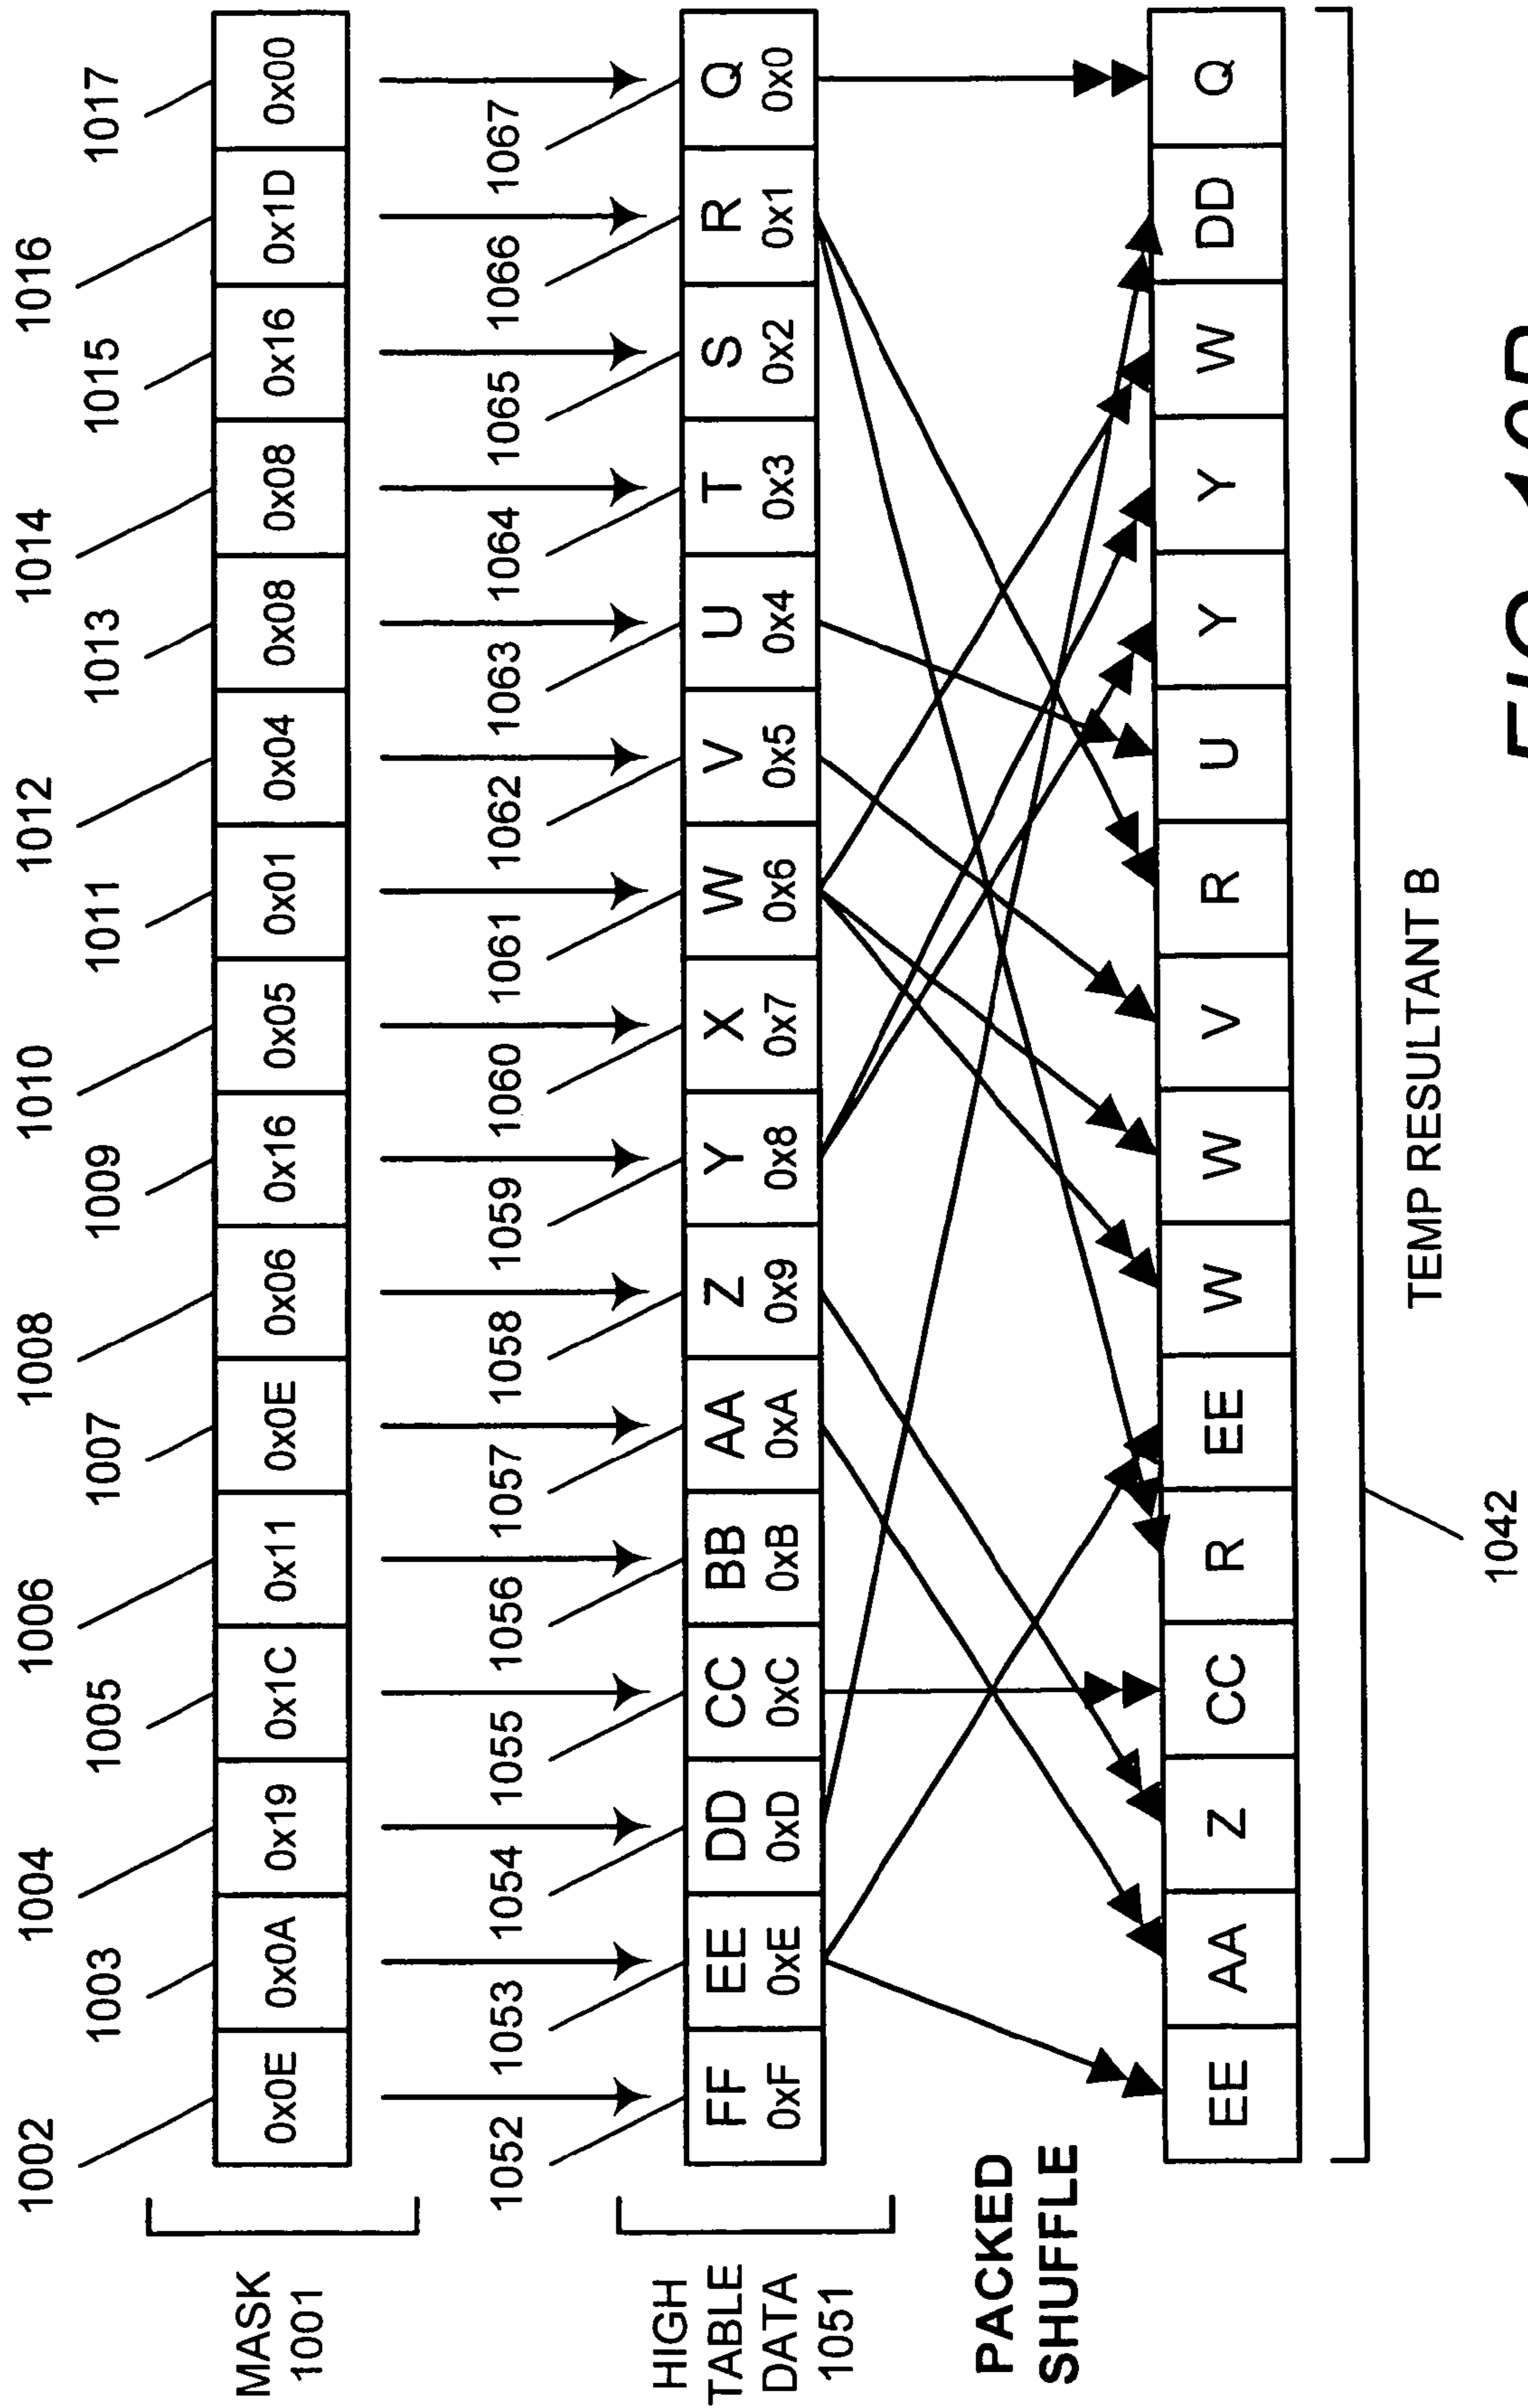 1002 1003 1004 1005 1006 1007 1008 1009 1010 1011 1012 1013 1014 1015 1016 1017
MASK
1001
0x0E 0x0A 0x19 0x1C 0x11 0x0E 0x06 0x16 0x05 0x01 0x04 0x08 0x08 0x16 0x1D 0x00
1052 1053 1054 1055 1056 1057 1058 1059 1060 1061 1062 1063 1064 1065 1066 1067
HIGH
TABLE
DATA
1051
FF EE DD CC BB AA Z Y X W V U T S R Q
0xF 0xE 0xD 0xC 0xB 0xA 0x9 0x8 0x7 0x6 0x5 0x4 0x3 0x2 0x1 0x0
PACKED
SHUFFLE
EE AA Z CC R EE W W V R U Y Y W DD Q
TEMP RESULTANT B
1042